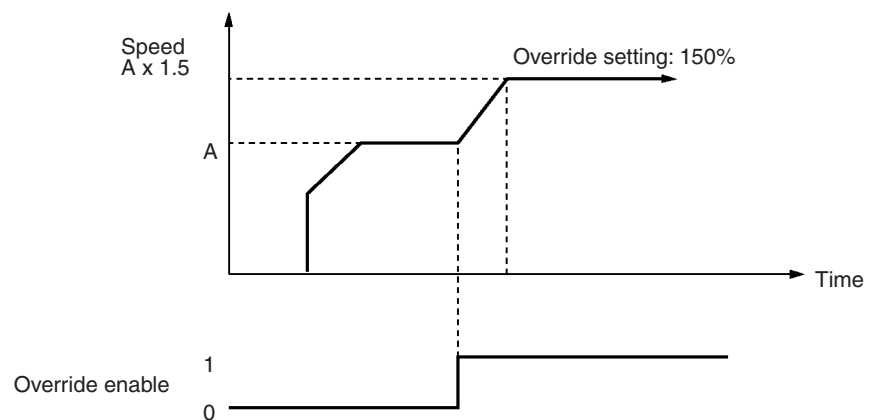 Speed
A x 1.5
Override setting: 150%
A
Time
1
Override enable
0